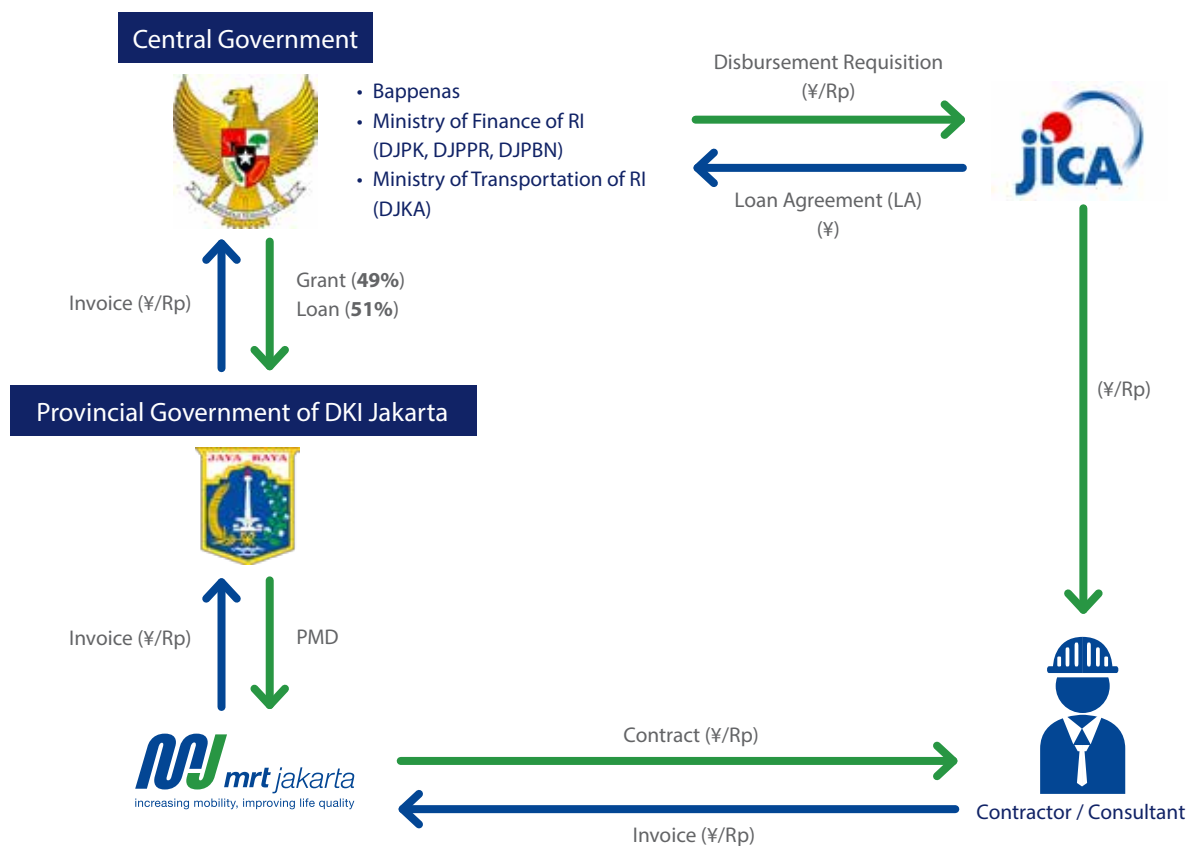 Central Government
• Bappenas
• Ministry of Finance of RI
(DJPK, DJPPR, DJPBN)
• Ministry of Transportation of RI
(DJKA)
Disbursement Requisition
(¥/Rp)
JICA
Loan Agreement (LA)
(¥)
Invoice (¥/Rp)
Grant (49%)
Loan (51%)
(¥/Rp)
Provincial Government of DKI Jakarta
JAYA RAYA
Invoice (¥/Rp)
PMD
mrt jakarta
increasing mobility, improving life quality
Contract (¥/Rp)
Invoice (¥/Rp)
Contractor / Consultant